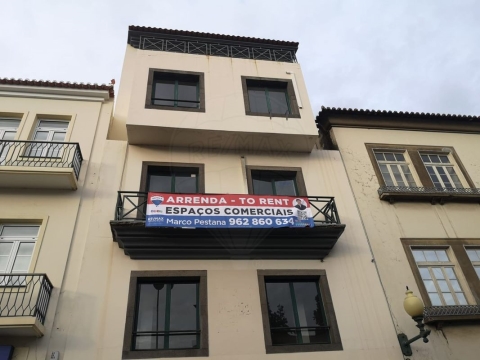 ARRENDA - TO RENT
ESPAÇOS COMERCIAIS
Marco Pestana 962 860 634